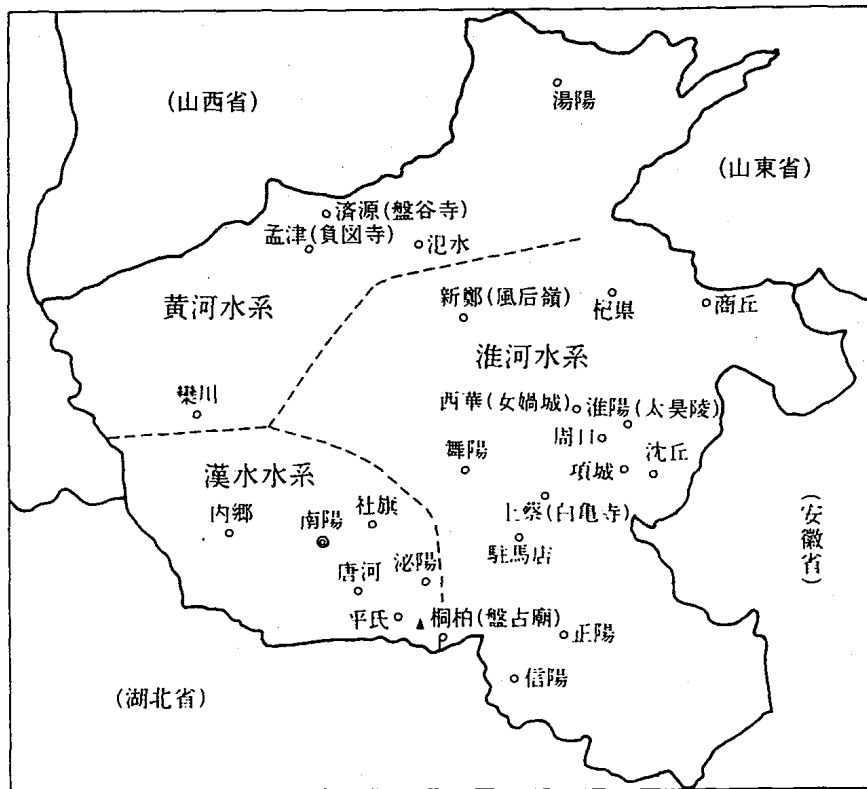 湯陽
(山西省)
(山東省)
済源(盤谷寺)
孟津(負図寺)
氾水
黄河水系
新鄭(風后嶺)
杞県
商丘
淮河水系
欒川
西華(女媧城)
淮陽(太昊陵)
周口
舞陽
項城
沈丘
漢水水系
内郷
南陽
社旗
上蔡(白亀寺)
駐馬店
(安徽省)
唐河
泌陽
平氏
桐柏(盤古廟)
正陽
信陽
(湖北省)